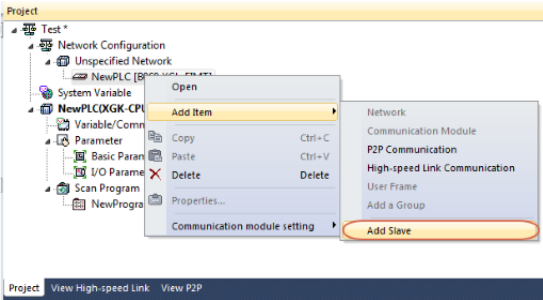 Project
Test *
Network Configuration
Unspecified Network
NewPLC
Open
System Variable
NewPLC(XGK-CPU
Add Item
Network
Variable/Comm
Communication Module
Parameter
Copy Ctrl+C
P2P Communication
Basic Param
Paste Ctrl+V
High-speed Link Communication
I/O Parame
Delete Delete
User Frame
Scan Program
Add a Group
NewProgra
Properties...
Communication module setting
Add Slave
Project View High-speed Link View P2P